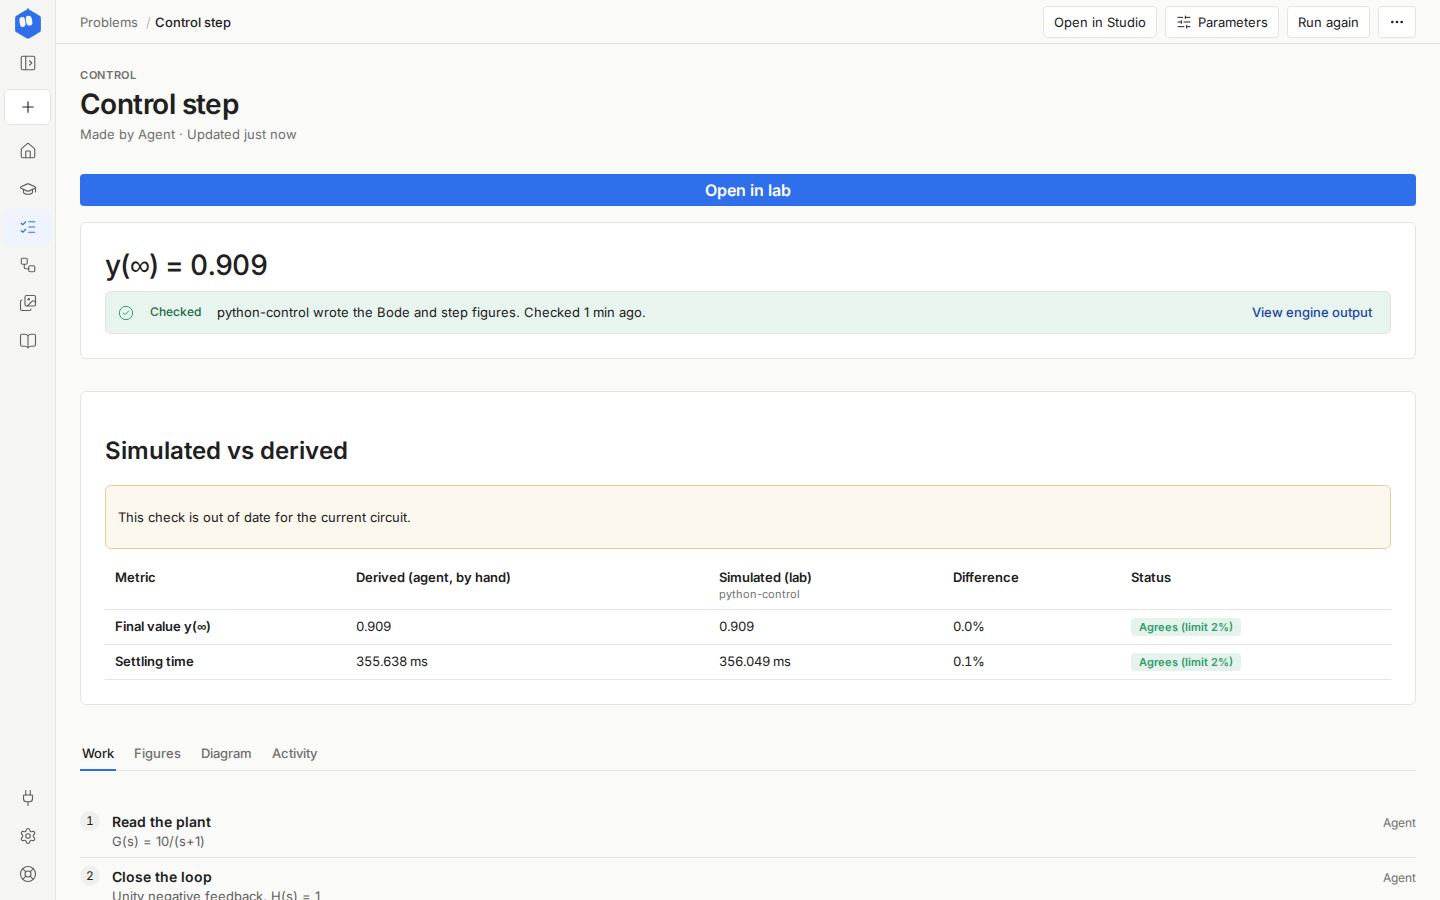 Problems / Control step
Open in Studio
Parameters
Run again
CONTROL
Control step
Made by Agent · Updated just now
Open in lab
y(∞) = 0.909
Checked python-control wrote the Bode and step figures. Checked 1 min ago. View engine output
Simulated vs derived
This check is out of date for the current circuit.
Metric Derived (agent, by hand) Simulated (lab) Difference Status
python-control
Final value y(∞) 0.909 0.909 0.0% Agrees (limit 2%)
Settling time 355.638 ms 356.049 ms 0.1% Agrees (limit 2%)
Work Figures Diagram Activity
1 Read the plant Agent
G(s) = 10/(s+1)
2 Close the loop Agent
Unity negative feedback, H(s) = 1